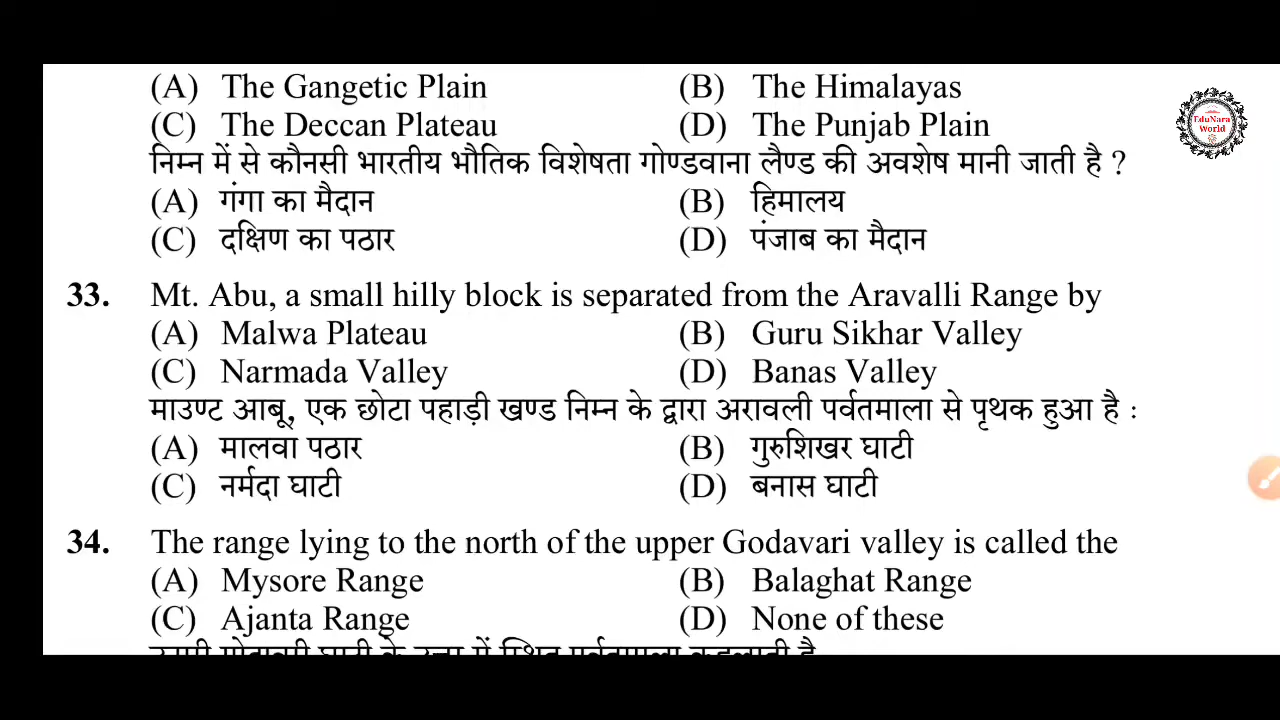 (A) The Gangetic Plain (B) The Himalayas
(C) The Deccan Plateau (D) The Punjab Plain
निम्न में से कौनसी भारतीय भौतिक विशेषता गोण्डवाना लैण्ड की अवशेष मानी जाती है ?
(A) गंगा का मैदान (B) हिमालय
(C) दक्षिण का पठार (D) पंजाब का मैदान
33. Mt. Abu, a small hilly block is separated from the Aravalli Range by
(A) Malwa Plateau (B) Guru Sikhar Valley
(C) Narmada Valley (D) Banas Valley
माउण्ट आबू, एक छोटा पहाड़ी खण्ड निम्न के द्वारा अरावली पर्वतमाला से पृथक हुआ है :
(A) मालवा पठार (B) गुरुशिखर घाटी
(C) नर्मदा घाटी (D) बनास घाटी
34. The range lying to the north of the upper Godavari valley is called the
(A) Mysore Range (B) Balaghat Range
(C) Ajanta Range (D) None of these
EduNara
World